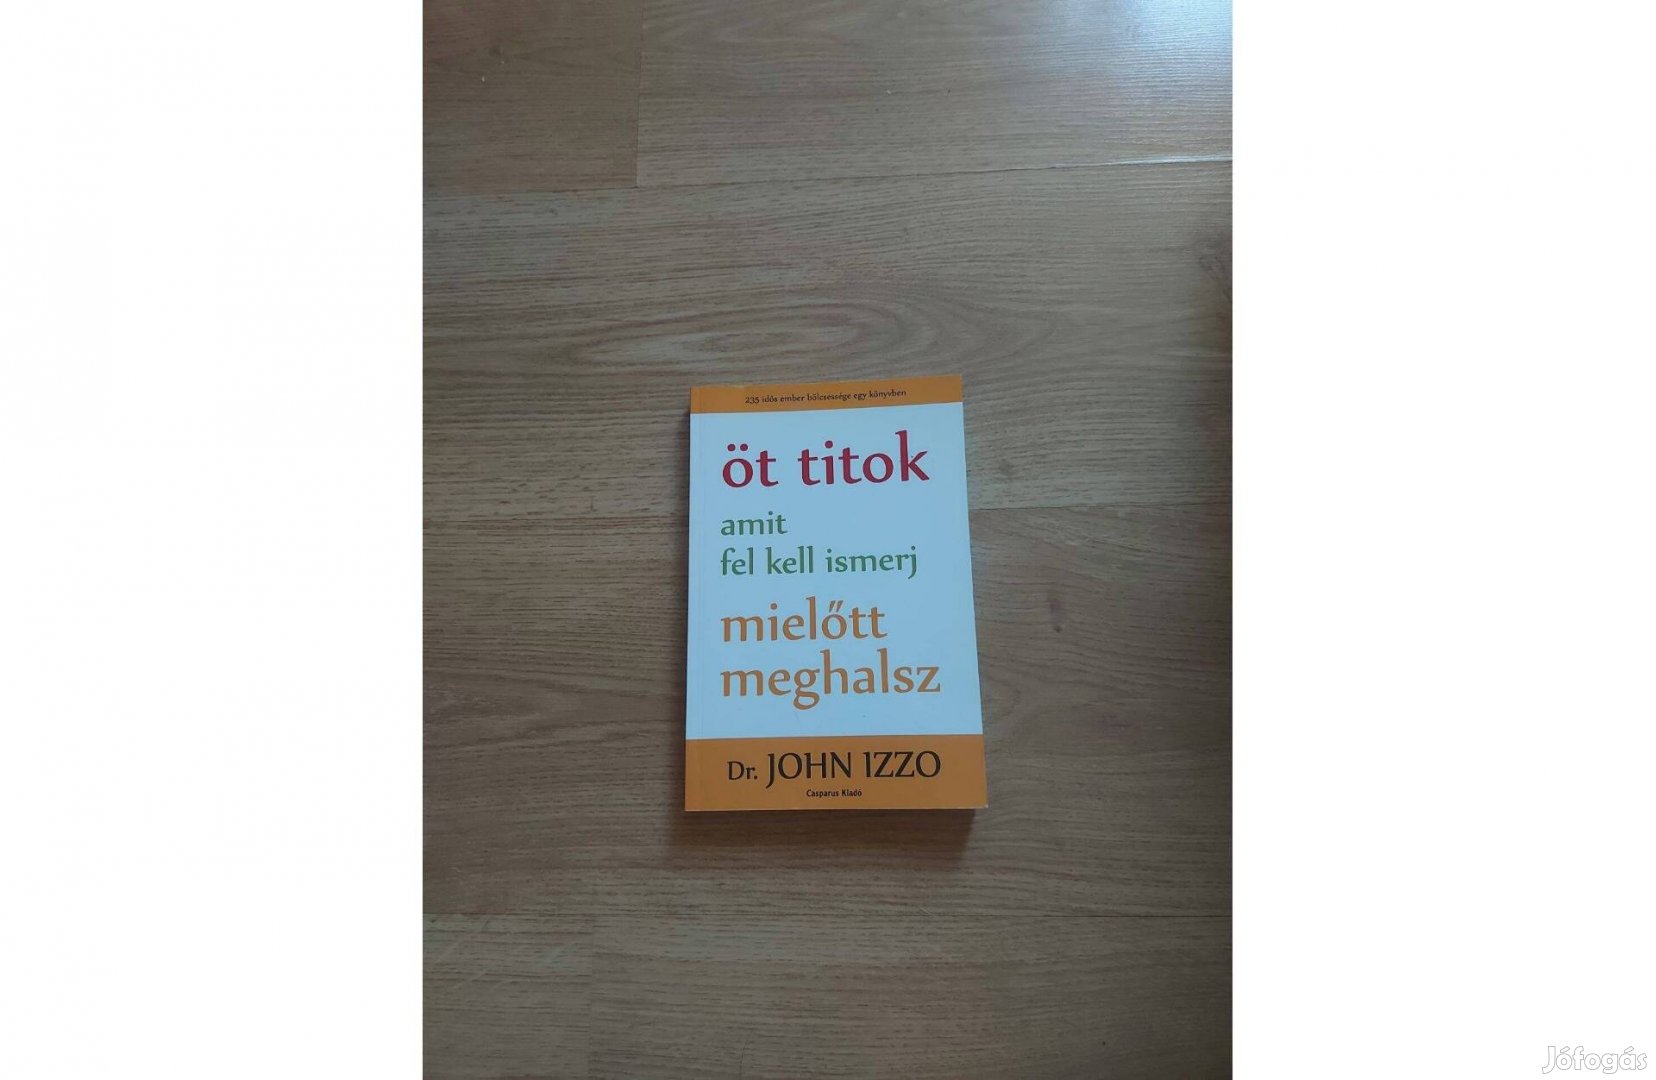 235 idős ember bölcsessége egy könyvben
öt titok
amit
fel kell ismerj
mielőtt
meghalsz
Dr. JOHN IZZO
Casparus Kiadó
Jófogás